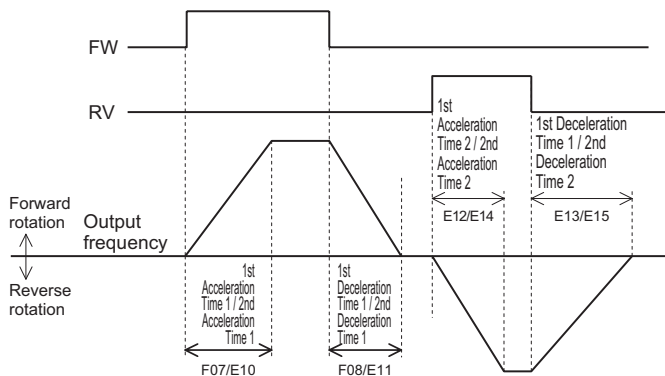 FW
RV
1st
Acceleration
Time 2 / 2nd
Acceleration
Time 2
E12/E14
1st Deceleration
Time 1 / 2nd
Deceleration
Time 2
E13/E15
Forward
rotation
Output
frequency
Reverse
rotation
1st
Acceleration
Time 1 / 2nd
Acceleration
Time 1
F07/E10
1st
Deceleration
Time 1 / 2nd
Deceleration
Time 1
F08/E11